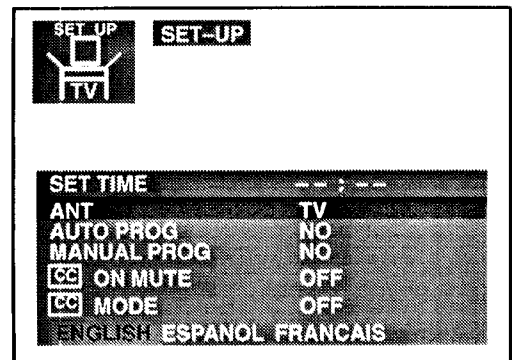 SET UP
SET-UP
TV
SET TIME -- : --
ANT TV
AUTO PROG NO
MANUAL PROG NO
CC ON MUTE OFF
CC MODE OFF
ENGLISH ESPANOL FRANCAIS